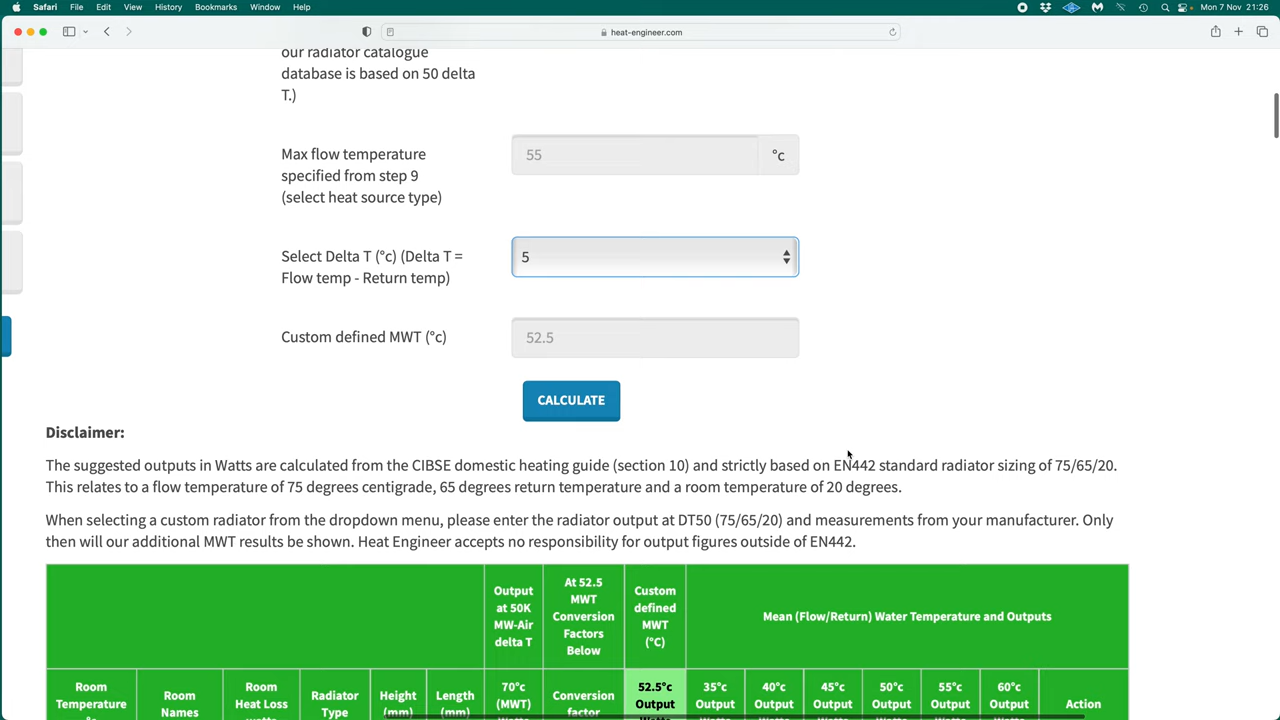 Safari File Edit View History Bookmarks Window Help Mon 7 Nov 21:26
heat-engineer.com
our radiator catalogue
database is based on 50 delta
T.)
Max flow temperature
specified from step 9
(select heat source type)
55 °c
Select Delta T (°c) (Delta T =
Flow temp - Return temp)
5
Custom defined MWT (°c)
52.5
CALCULATE
Disclaimer:
The suggested outputs in Watts are calculated from the CIBSE domestic heating guide (section 10) and strictly based on EN442 standard radiator sizing of 75/65/20.
This relates to a flow temperature of 75 degrees centigrade, 65 degrees return temperature and a room temperature of 20 degrees.
When selecting a custom radiator from the dropdown menu, please enter the radiator output at DT50 (75/65/20) and measurements from your manufacturer. Only
then will our additional MWT results be shown. Heat Engineer accepts no responsibility for output figures outside of EN442.
Output
at 50K
MW-Air
delta T
At 52.5
MWT
Conversion
Factors
Below
Custom
defined
MWT
(°C)
Mean (Flow/Return) Water Temperature and Outputs
Room
Temperature
Room
Names
Room
Heat Loss
Radiator
Type
Height
(mm)
Length
(mm)
70°c
(MWT)
Conversion
factor
52.5°c
Output
35°c
Output
40°c
Output
45°c
Output
50°c
Output
55°c
Output
60°c
Output
Action